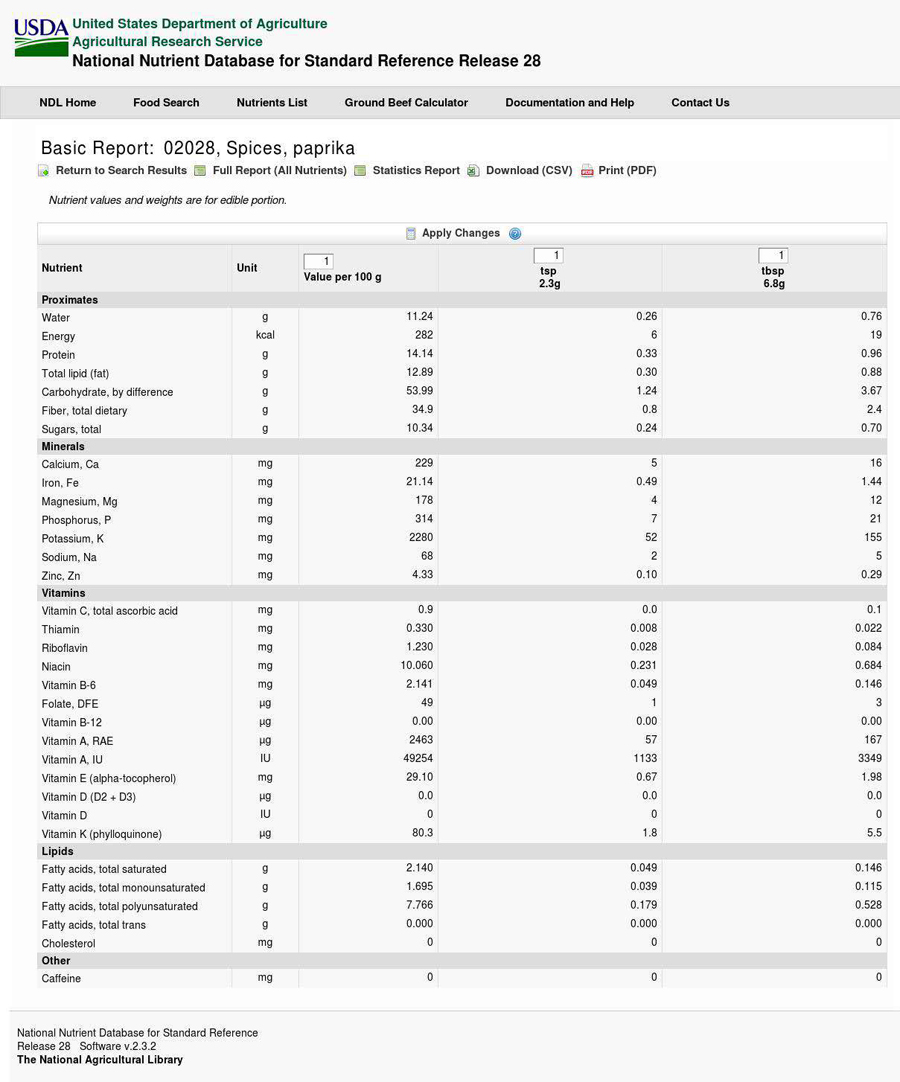 USDA United States Department of Agriculture
Agricultural Research Service
National Nutrient Database for Standard Reference Release 28
NDL Home Food Search Nutrients List Ground Beef Calculator Documentation and Help Contact Us
Basic Report: 02028, Spices, paprika
Return to Search Results Full Report (All Nutrients) Statistics Report Download (CSV) Print (PDF)
Nutrient values and weights are for edible portion.
Apply Changes
Nutrient Unit 1 Value per 100 g 1 tsp 2.3g 1 tbsp 6.8g
Proximates
Water g 11.24 0.26 0.76
Energy kcal 282 6 19
Protein g 14.14 0.33 0.96
Total lipid (fat) g 12.89 0.30 0.88
Carbohydrate, by difference g 53.99 1.24 3.67
Fiber, total dietary g 34.9 0.8 2.4
Sugars, total g 10.34 0.24 0.70
Minerals
Calcium, Ca mg 229 5 16
Iron, Fe mg 21.14 0.49 1.44
Magnesium, Mg mg 178 4 12
Phosphorus, P mg 314 7 21
Potassium, K mg 2280 52 155
Sodium, Na mg 68 2 5
Zinc, Zn mg 4.33 0.10 0.29
Vitamins
Vitamin C, total ascorbic acid mg 0.9 0.0 0.1
Thiamin mg 0.330 0.008 0.022
Riboflavin mg 1.230 0.028 0.084
Niacin mg 10.060 0.231 0.684
Vitamin B-6 mg 2.141 0.049 0.146
Folate, DFE µg 49 1 3
Vitamin B-12 µg 0.00 0.00 0.00
Vitamin A, RAE µg 2463 57 167
Vitamin A, IU IU 49254 1133 3349
Vitamin E (alpha-tocopherol) mg 29.10 0.67 1.98
Vitamin D (D2 + D3) µg 0.0 0.0 0.0
Vitamin D IU 0 0 0
Vitamin K (phylloquinone) µg 80.3 1.8 5.5
Lipids
Fatty acids, total saturated g 2.140 0.049 0.146
Fatty acids, total monounsaturated g 1.695 0.039 0.115
Fatty acids, total polyunsaturated g 7.766 0.179 0.528
Fatty acids, total trans g 0.000 0.000 0.000
Cholesterol mg 0 0 0
Other
Caffeine mg 0 0 0
National Nutrient Database for Standard Reference
Release 28 Software v.2.3.2
The National Agricultural Library